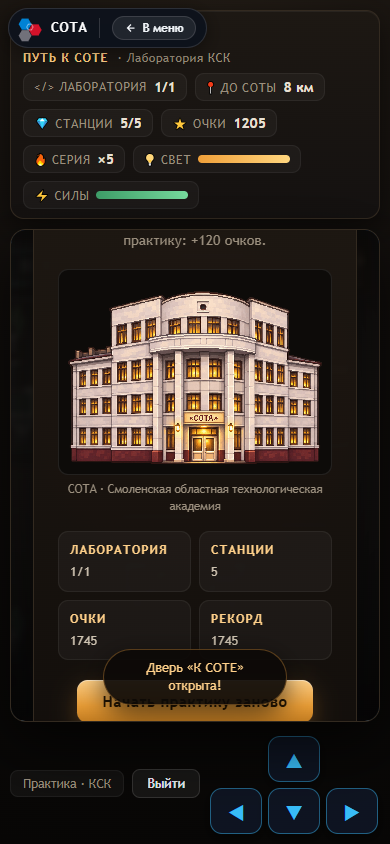 СОТА ← В меню
ПУТЬ К СОТЕ · Лаборатория КСК
</> ЛАБОРАТОРИЯ 1/1 ДО СОТЫ 8 км
СТАНЦИИ 5/5 ОЧКИ 1205
СЕРИЯ ×5 СВЕТ
СИЛЫ
практику: +120 очков.
«СОТА»
СОТА · Смоленская областная технологическая
академия
ЛАБОРАТОРИЯ СТАНЦИИ
1/1 5
ОЧКИ РЕКОРД
1745 1745
Дверь «К СОТЕ»
открыта!
Начать практику заново
Практика · КСК Выйти